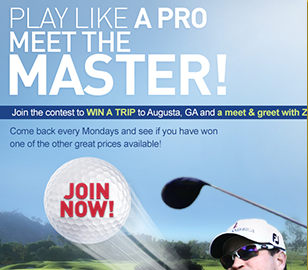 PLAY LIKE A PRO
MEET THE
MASTER!
Join the contest to WIN A TRIP to Augusta, GA and a meet & greet with
Come back every Mondays and see if you have won
one of the other great prices available!
JOIN
NOW!
FJ